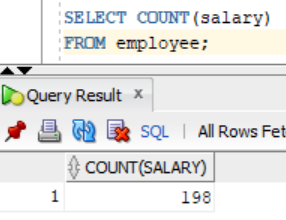 SELECT COUNT(salary)
FROM employee;
Query Result x
SQL | All Rows Fet
COUNT(SALARY)
1 198